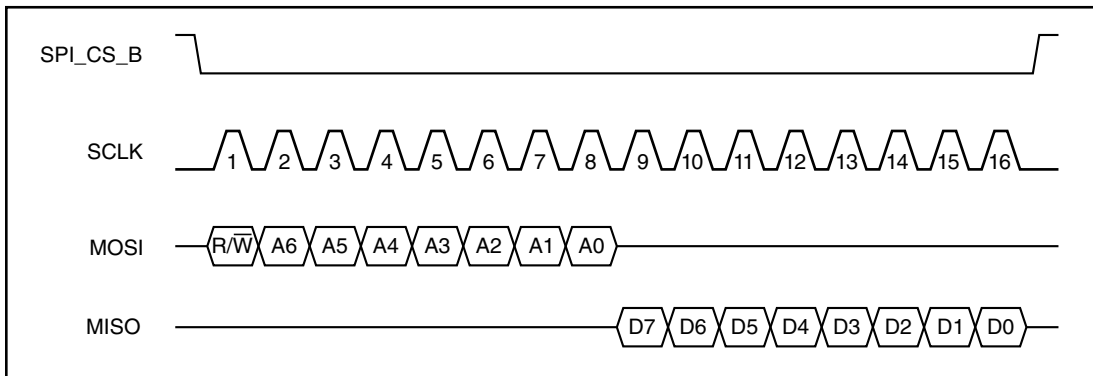 SPI_CS_B
SCLK 1 2 3 4 5 6 7 8 9 10 11 12 13 14 15 16
MOSI R/W̅ A6 A5 A4 A3 A2 A1 A0
MISO D7 D6 D5 D4 D3 D2 D1 D0